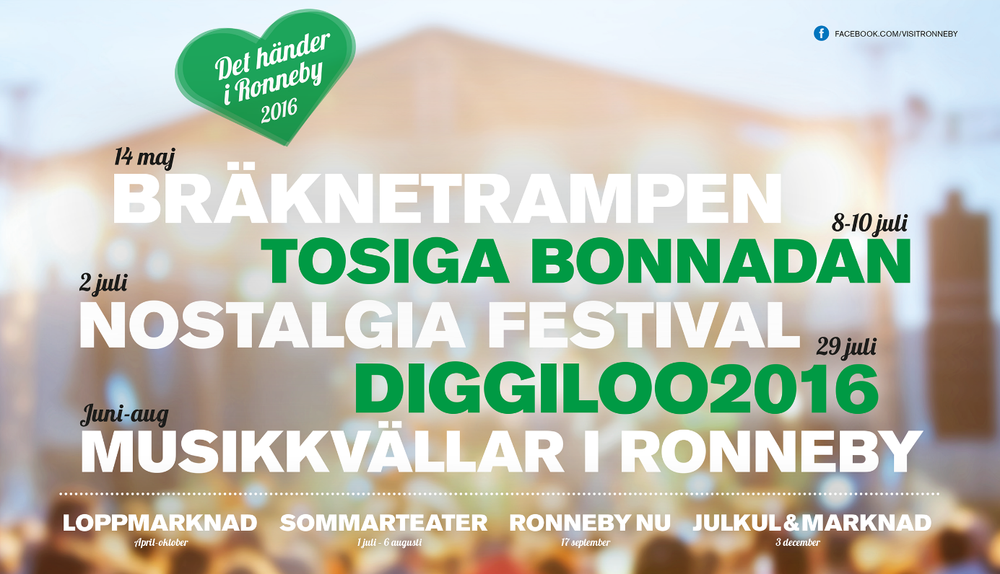 Det händer
i Ronneby
2016
FACEBOOK.COM/VISITRONNEBY
14 maj
BRÄKNETRAMPEN
8-10 juli
TOSIGA BONNADAN
2 juli
NOSTALGIA FESTIVAL
29 juli
DIGGILOO2016
Juni-aug
MUSIKKVÄLLAR I RONNEBY
LOPPMARKNAD SOMMARTEATER RONNEBY NU JULKUL & MARKNAD
April-oktober 1 juli - 6 augusti 17 september 3 december